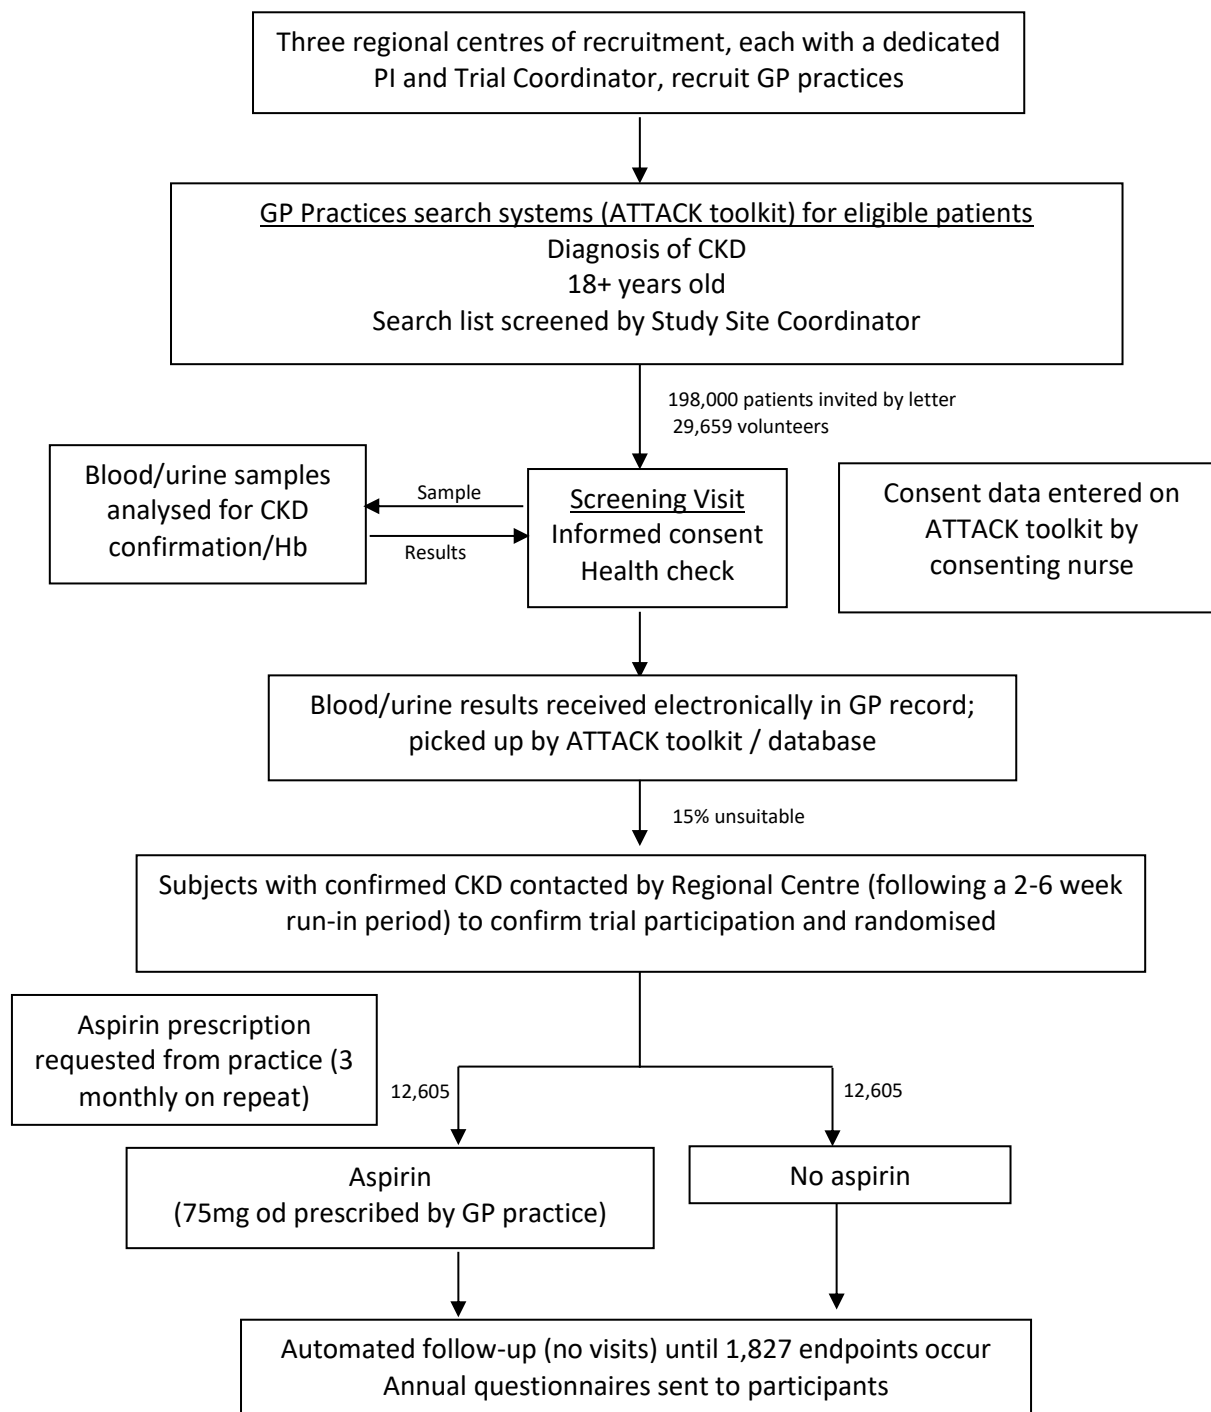 Three regional centres of recruitment, each with a dedicated
PI and Trial Coordinator, recruit GP practices
GP Practices search systems (ATTACK toolkit) for eligible patients
Diagnosis of CKD
18+ years old
Search list screened by Study Site Coordinator
198,000 patients invited by letter
29,659 volunteers
Blood/urine samples
analysed for CKD
confirmation/Hb
Sample
Results
Screening Visit
Informed consent
Health check
Consent data entered on
ATTACK toolkit by
consenting nurse
Blood/urine results received electronically in GP record;
picked up by ATTACK toolkit / database
15% unsuitable
Subjects with confirmed CKD contacted by Regional Centre (following a 2-6 week
run-in period) to confirm trial participation and randomised
Aspirin prescription
requested from practice (3
monthly on repeat)
12,605
12,605
Aspirin
(75mg od prescribed by GP practice)
No aspirin
Automated follow-up (no visits) until 1,827 endpoints occur
Annual questionnaires sent to participants